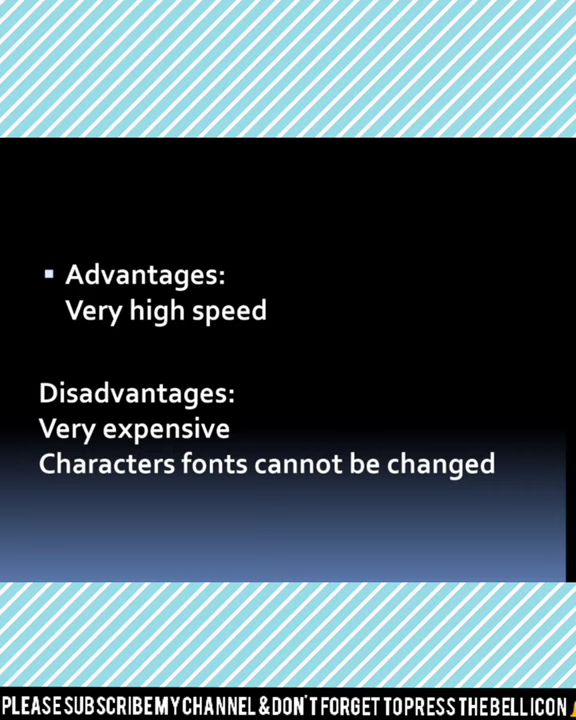 Advantages:
Very high speed
Disadvantages:
Very expensive
Characters fonts cannot be changed
PLEASE SUBSCRIBE MY CHANNEL & DON'T FORGET TO PRESS THE BELL ICON